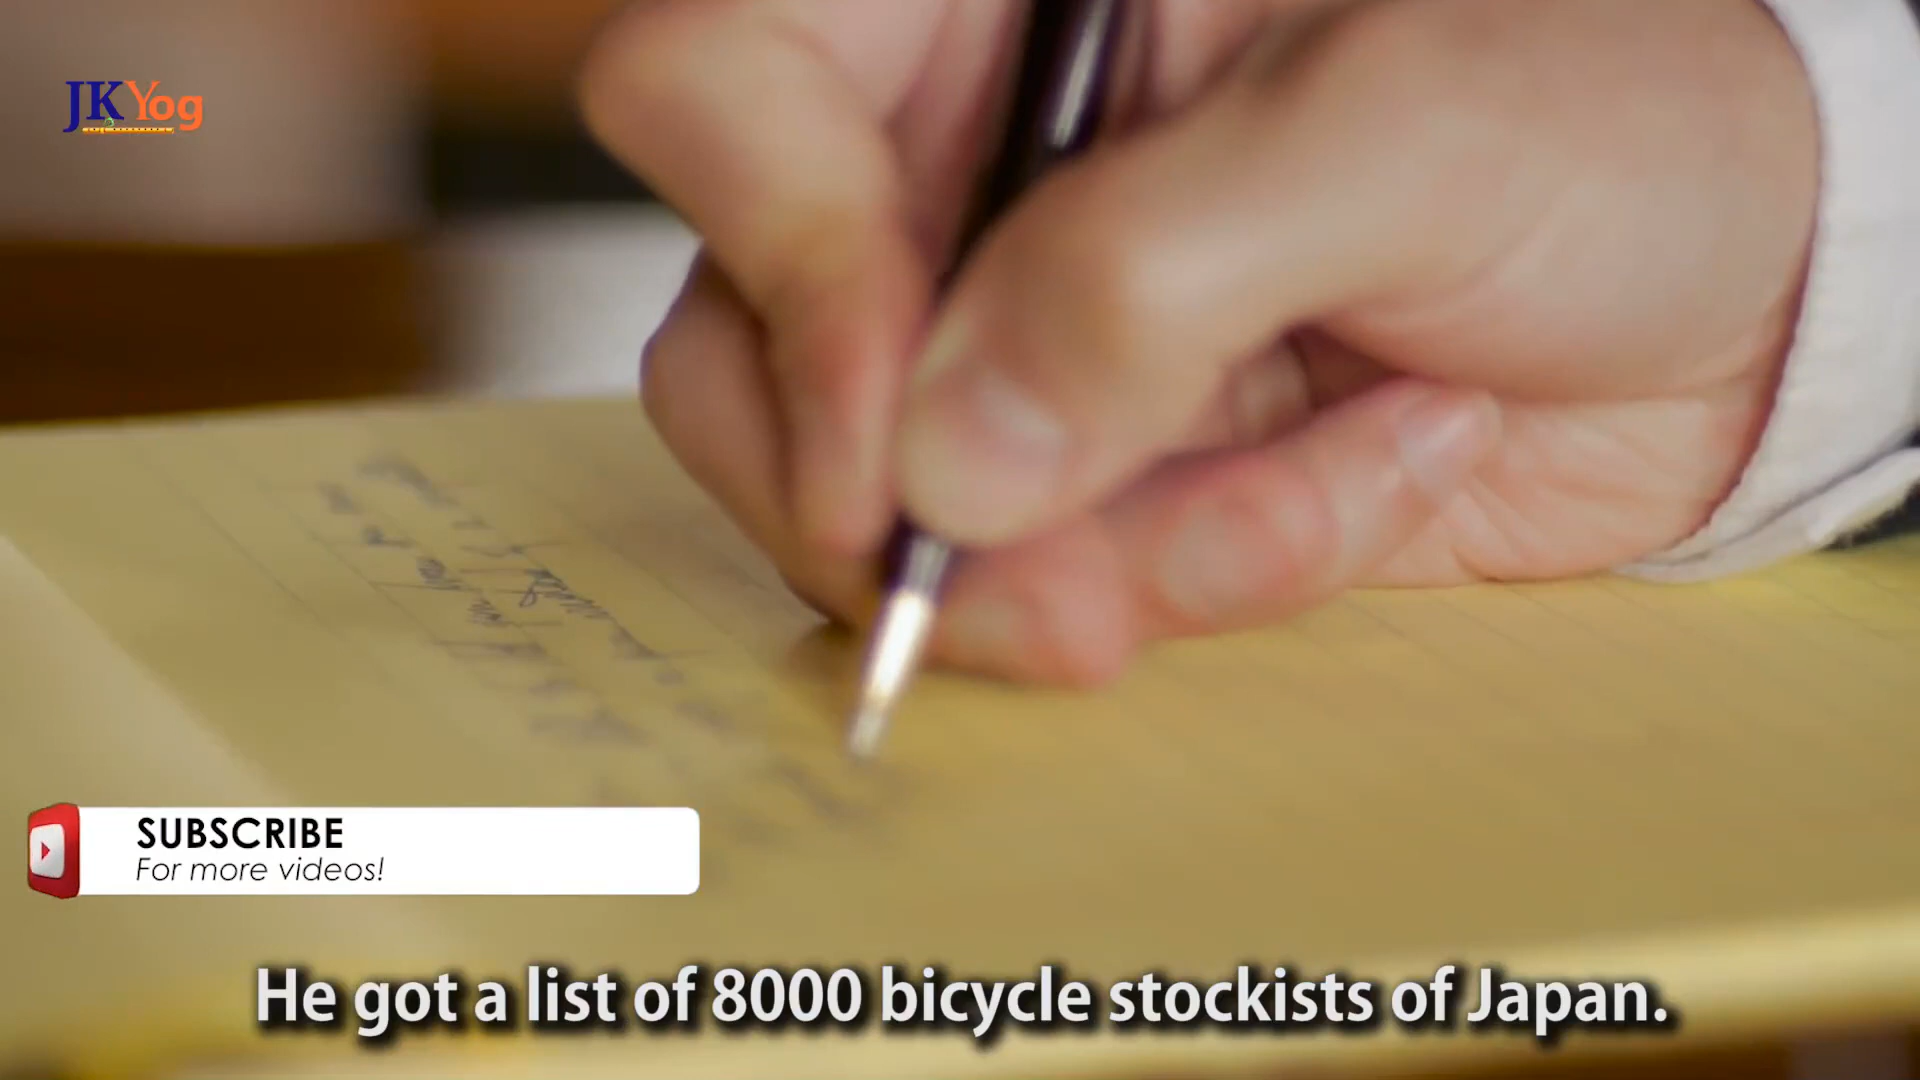 JKYog
SUBSCRIBE
For more videos!
He got a list of 8000 bicycle stockists of Japan.